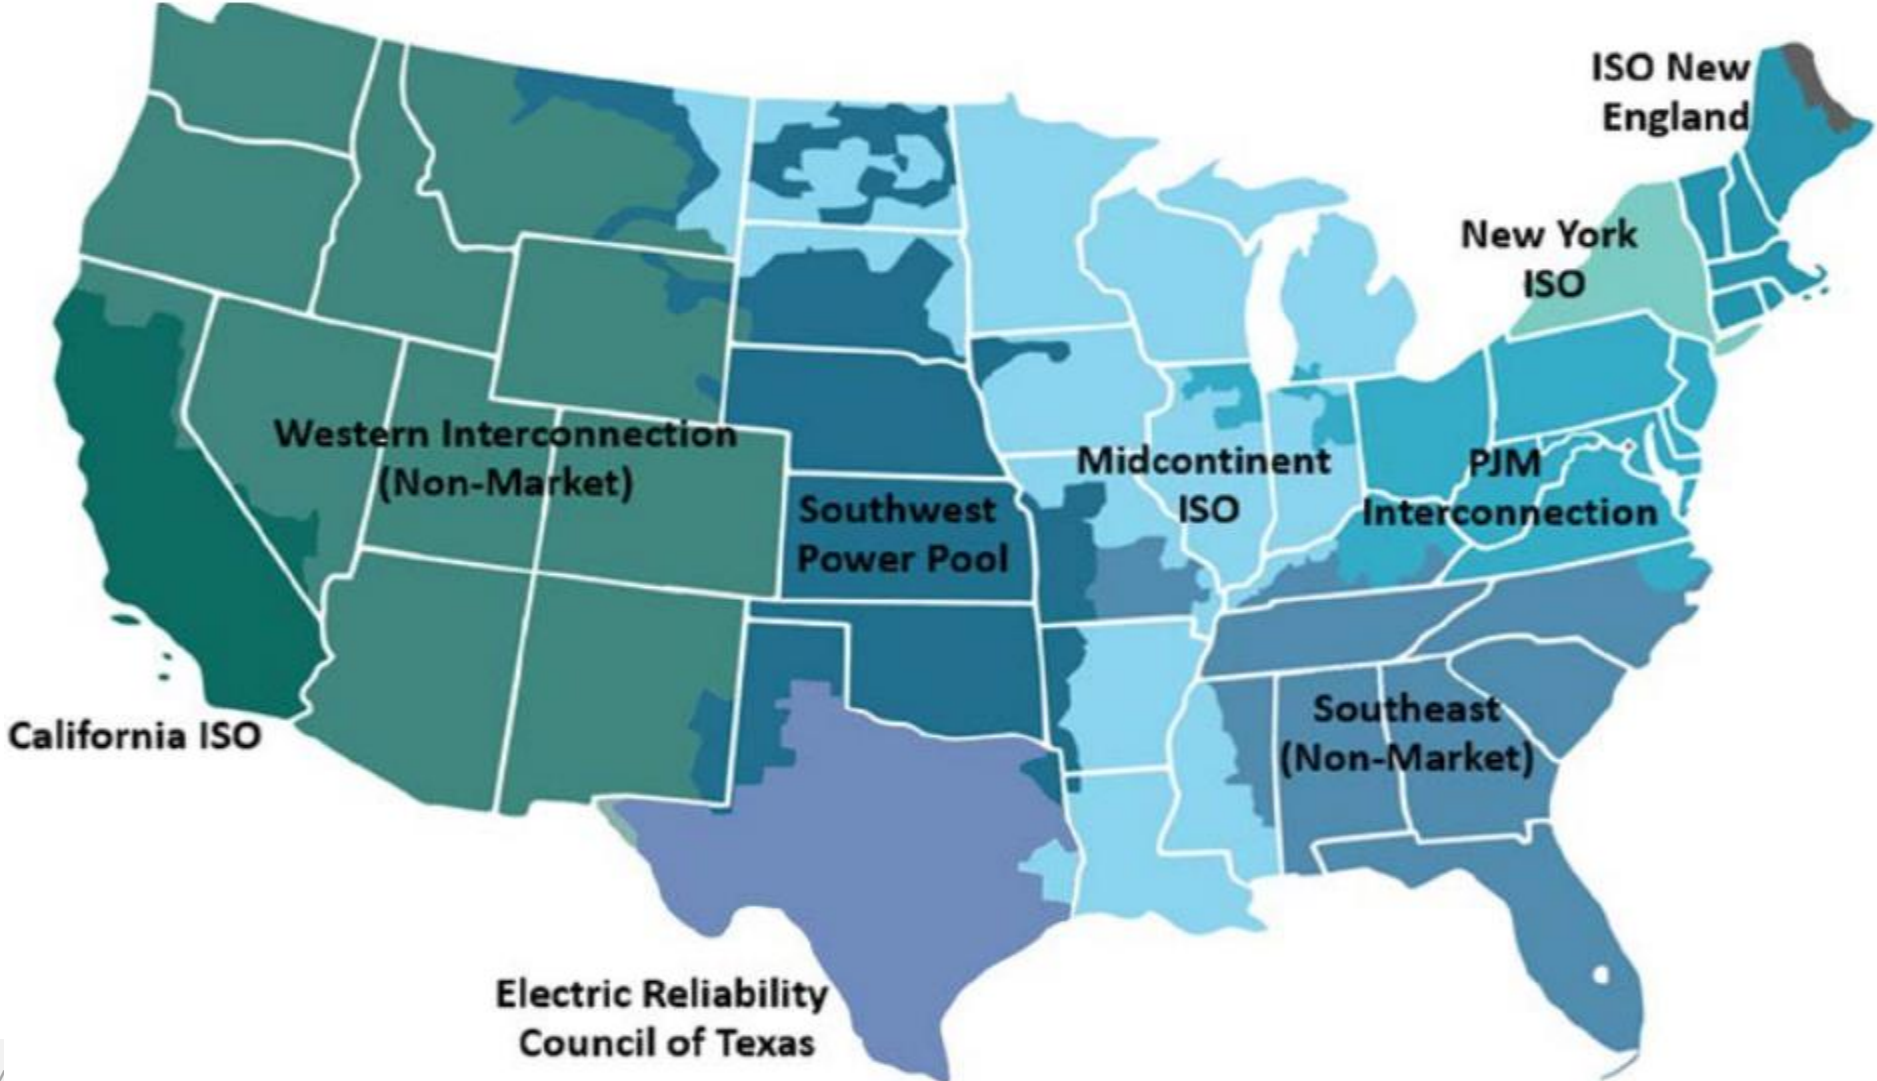 ISO New
England
New York
ISO
Western Interconnection
(Non-Market)
Midcontinent
ISO
PJM
Interconnection
Southwest
Power Pool
Southeast
(Non-Market)
California ISO
Electric Reliability
Council of Texas